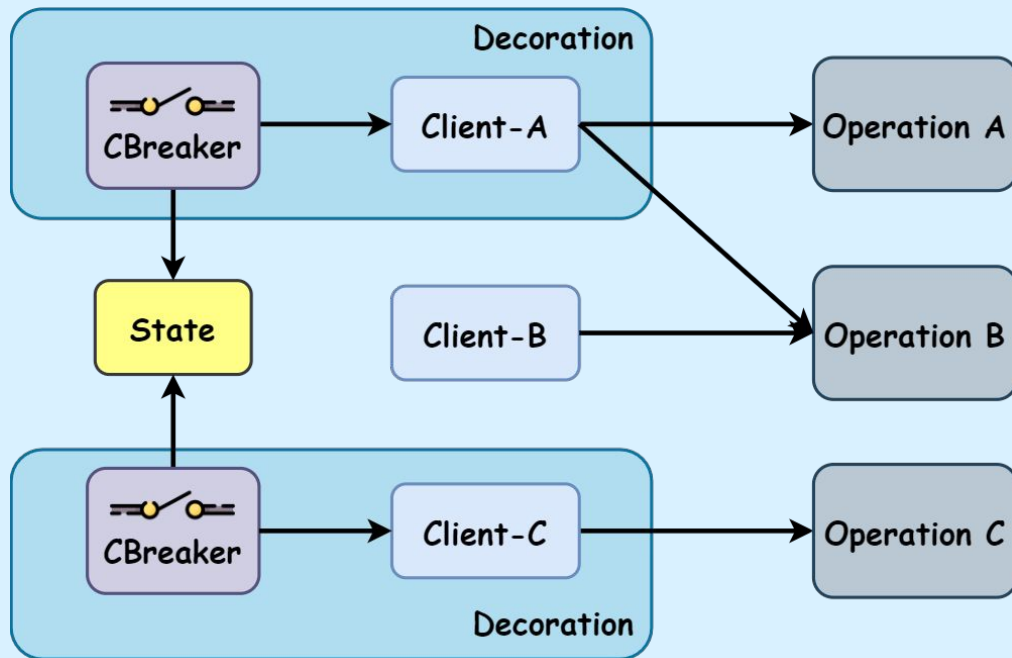 Decoration
CBreaker
Client-A
Operation A
State
Client-B
Operation B
CBreaker
Client-C
Operation C
Decoration